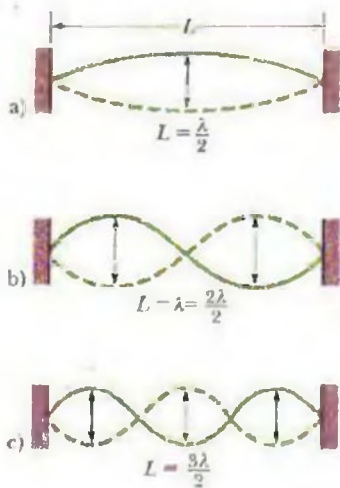 L
a)
L = λ/2
b)
L = λ = 2λ/2
c)
L = 3λ/2